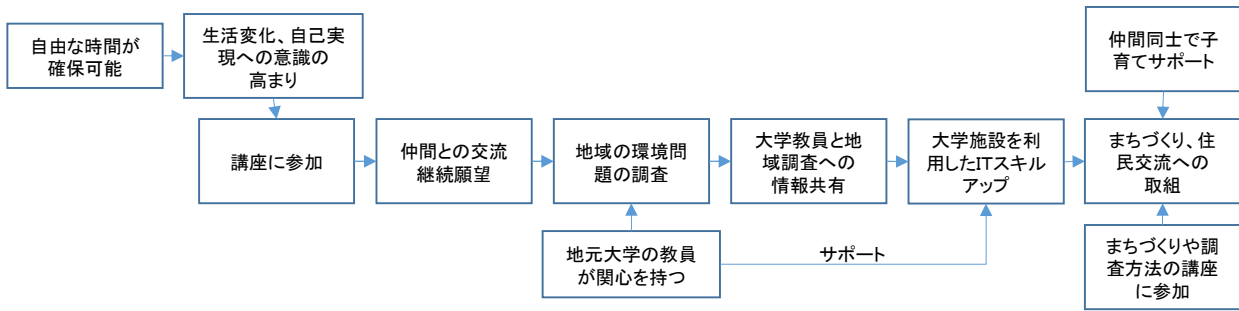 自由な時間が
確保可能
生活変化、自己実
現への意識の
高まり
仲間同士で子
育てサポート
講座に参加
仲間との交流
継続願望
地域の環境問
題の調査
大学教員と地
域調査への
情報共有
大学施設を利
用したITスキル
アップ
まちづくり、住
民交流への
取組
地元大学の教員
が関心を持つ
サポート
まちづくりや調
査方法の講座
に参加